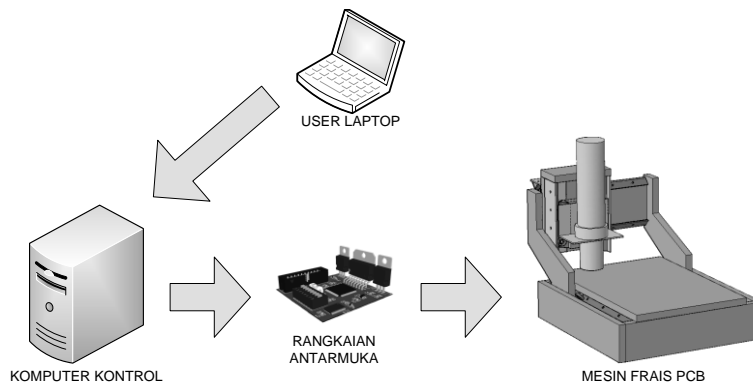 USER LAPTOP
KOMPUTER KONTROL
RANGKAIAN
ANTARMUKA
MESIN FRAIS PCB